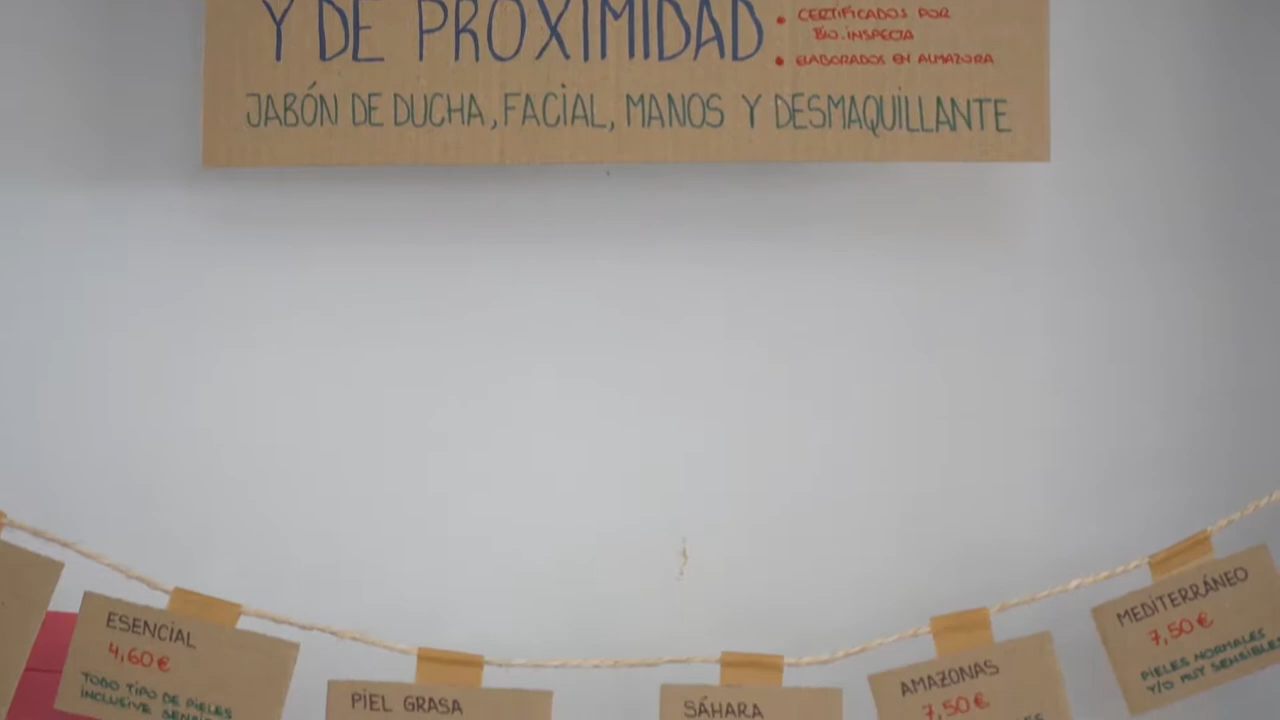 Y DE PROXIMIDAD
• CERTIFICADOS POR
BIO.INSPECTA
• ELABORADOS EN ALMAZORA
JABÓN DE DUCHA, FACIAL, MANOS Y DESMAQUILLANTE
ESENCIAL
4,60 €
TODO TIPO DE PIELES
INCLUSIVE
PIEL GRASA
SÁHARA
AMAZONAS
7,50 €
MEDITERRÁNEO
7,50 €
PIELES NORMALES
Y/O MUY SENSIBLES